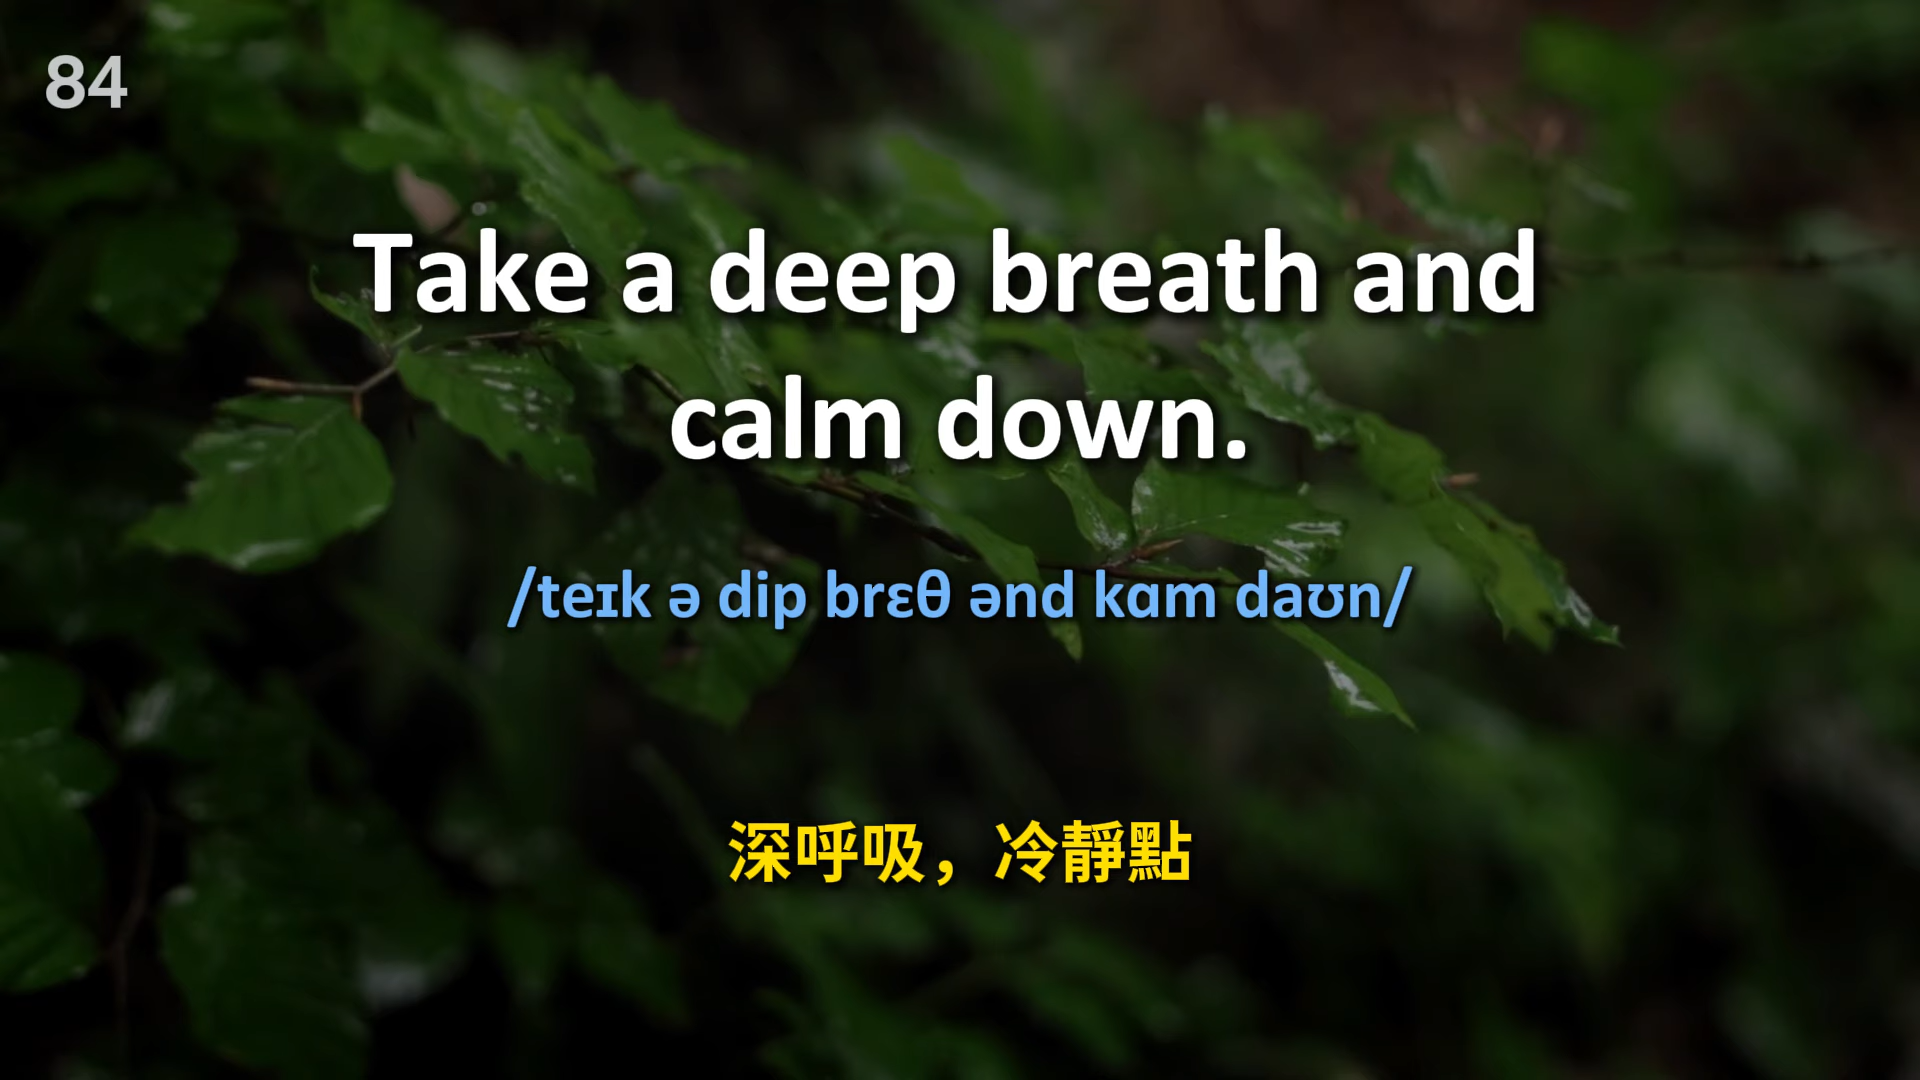 84
Take a deep breath and
calm down.
/teɪk ə dip brɛθ ənd kɑm daʊn/
深呼吸，冷靜點